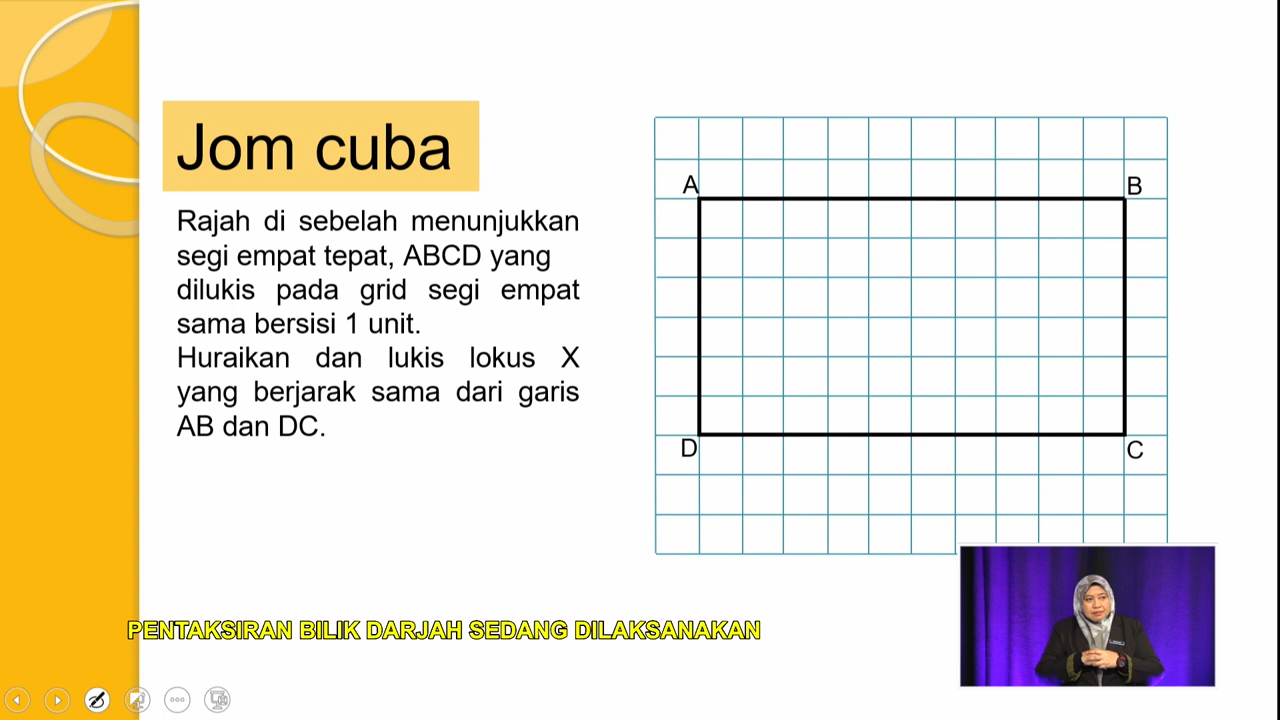 Jom cuba
Rajah di sebelah menunjukkan
segi empat tepat, ABCD yang
dilukis pada grid segi empat
sama bersisi 1 unit.
Huraikan dan lukis lokus X
yang berjarak sama dari garis
AB dan DC.
A
B
D
C
PENTAKSIRAN BILIK DARJAH SEDANG DILAKSANAKAN